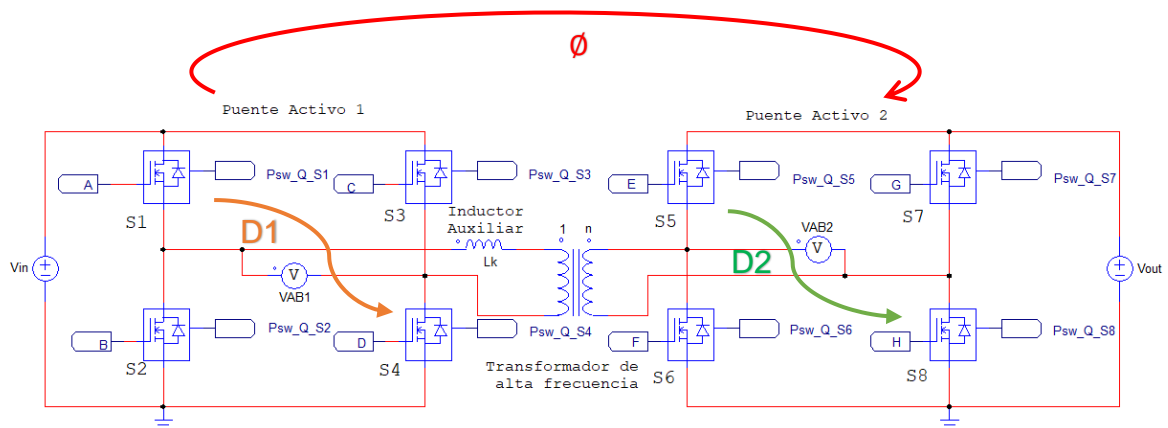 Ø
Puente Activo 1
Puente Activo 2
A
Psw_Q_S1
S1
C
Psw_Q_S3
S3
E
Psw_Q_S5
S5
G
Psw_Q_S7
S7
D1
Inductor
Auxiliar
Lk
1
n
D2
VAB2
V
Vin
V
VAB1
Vout
B
Psw_Q_S2
S2
D
Psw_Q_S4
S4
Transformador de
alta frecuencia
F
Psw_Q_S6
S6
H
Psw_Q_S8
S8